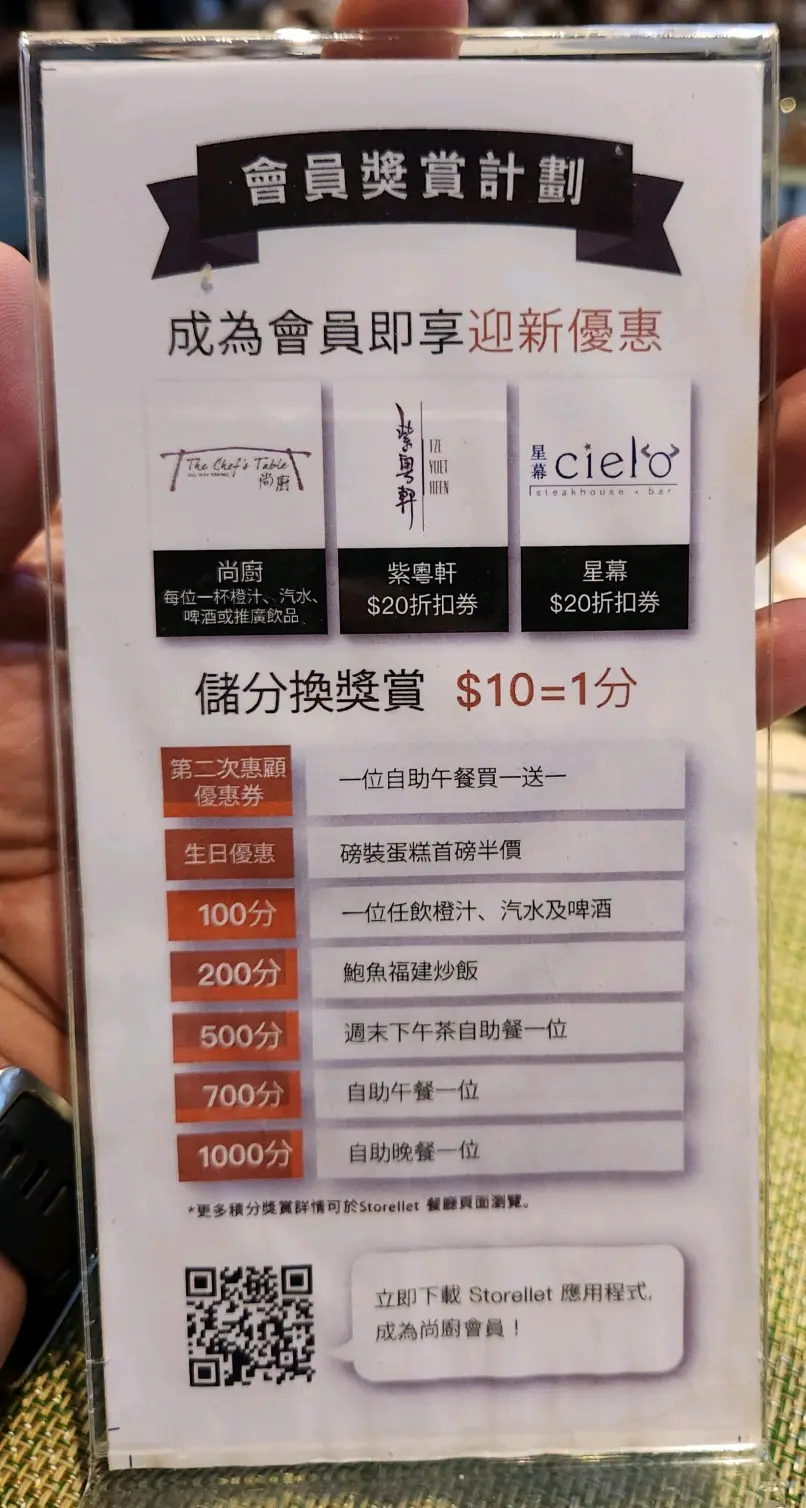 會員獎賞計劃
成為會員即享迎新優惠
The Chef's Table
尚廚
紫粵軒
TZE
YUET
HEEN
星幕
cielo
steakhouse + bar
尚廚
每位一杯橙汁、汽水、
啤酒或推廣飲品
紫粵軒
$20折扣券
星幕
$20折扣券
儲分換獎賞 $10=1分
第二次惠顧
優惠券
一位自助午餐買一送一
生日優惠
磅裝蛋糕首磅半價
100分
一位任飲橙汁、汽水及啤酒
200分
鮑魚福建炒飯
500分
週末下午茶自助餐一位
700分
自助午餐一位
1000分
自助晚餐一位
*更多積分獎賞詳情可於Storellet 餐廳頁面瀏覽。
立即下載 Storellet 應用程式,
成為尚廚會員！